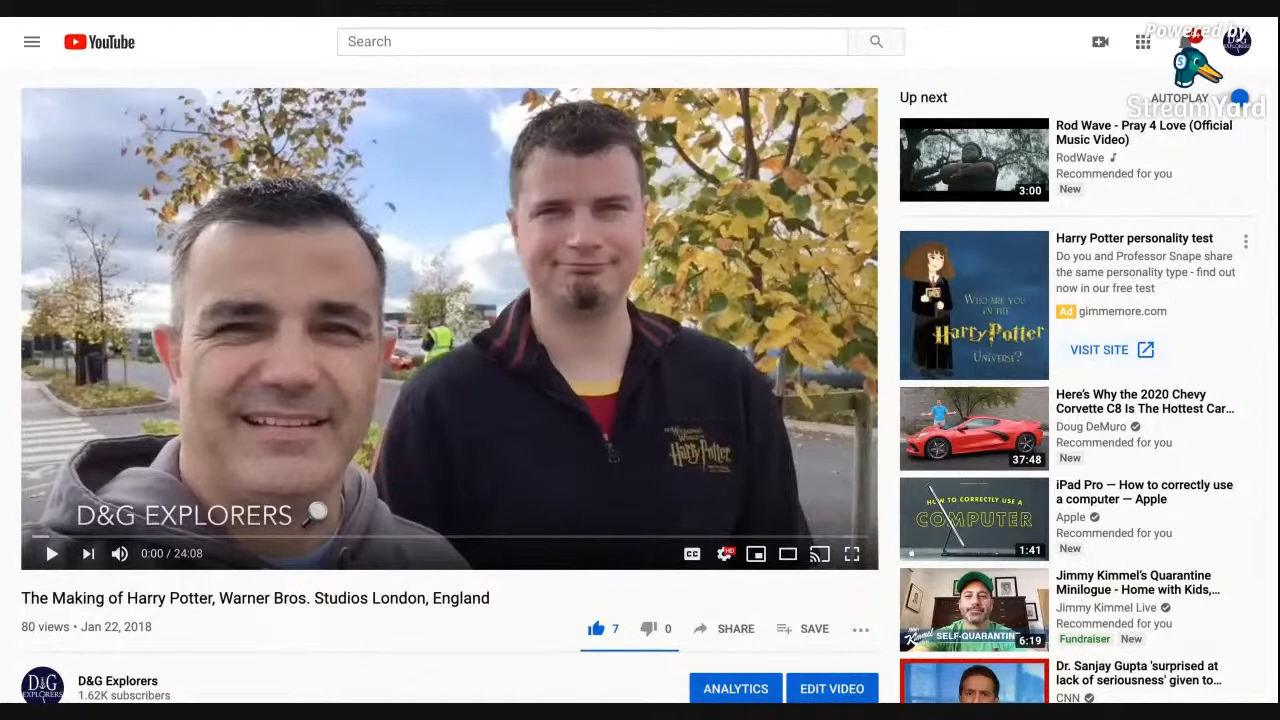 YouTube
Search
Powered by
StreamYard
D&G
EXPLORERS
Up next
AUTOPLAY
Harry Potter
D&G EXPLORERS
0:00 / 24:08
CC
HD
The Making of Harry Potter, Warner Bros. Studios London, England
80 views • Jan 22, 2018
7
0
SHARE
SAVE
D&G
EXPLORERS
D&G Explorers
1.62K subscribers
ANALYTICS
EDIT VIDEO
3:00
Rod Wave - Pray 4 Love (Official
Music Video)
RodWave
Recommended for you
New
WHO ARE YOU
IN THE
Harry Potter
UNIVERSE?
Harry Potter personality test
Do you and Professor Snape share
the same personality type - find out
now in our free test
Ad gimmemore.com
VISIT SITE
37:48
Here's Why the 2020 Chevy
Corvette C8 Is The Hottest Car...
Doug DeMuro
Recommended for you
New
HOW TO CORRECTLY USE A
COMPUTER
1:41
iPad Pro — How to correctly use
a computer — Apple
Apple
Recommended for you
New
KIMMEL
SELF-QUARANTIN
6:19
Jimmy Kimmel's Quarantine
Minilogue - Home with Kids,...
Jimmy Kimmel Live
Recommended for you
Fundraiser New
Dr. Sanjay Gupta 'surprised at
lack of seriousness' given to...
CNN